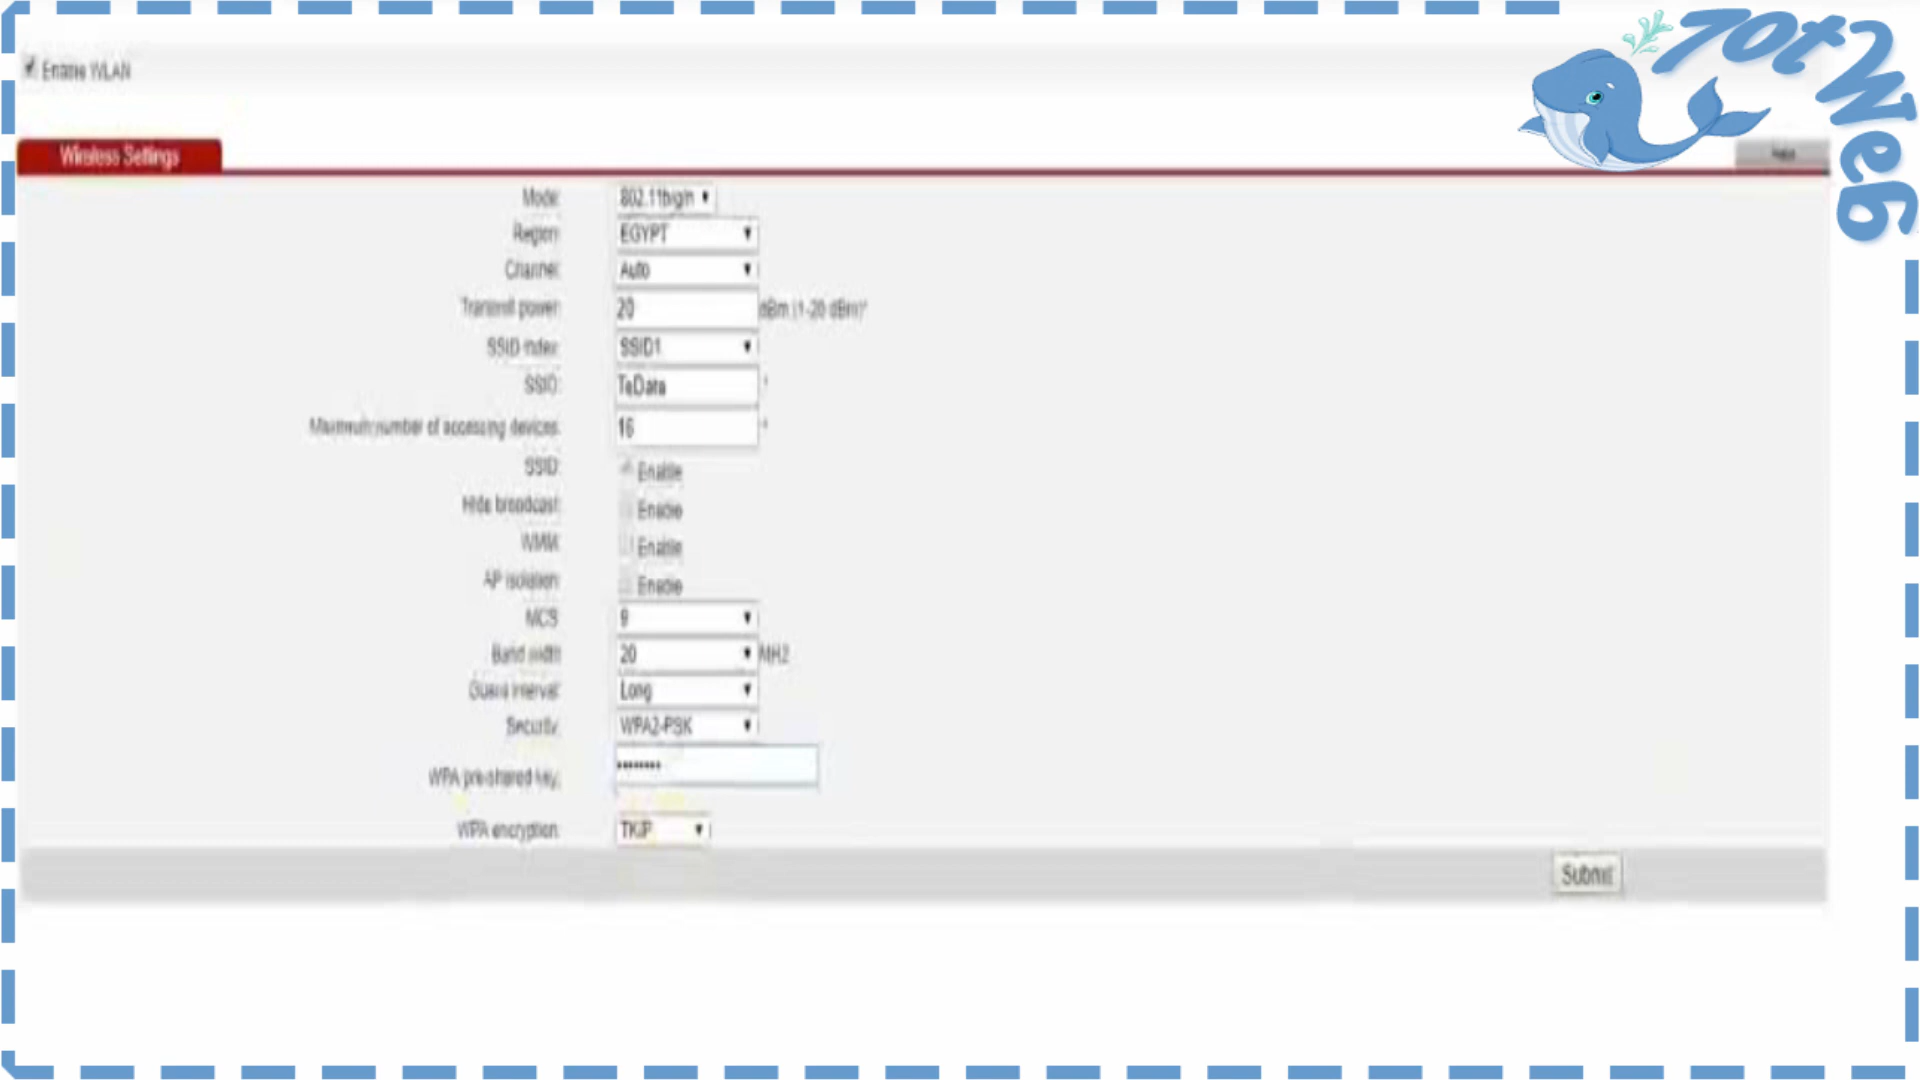 7otWeb
Enable WLAN
Wireless Settings
Help
Mode: 802.11b/g/n
Region: EGYPT
Channel: Auto
Transmit power: 20 dBm (1-20 dBm)*
SSID index: SSID1
SSID: TeData *
Maximum number of accessing devices: 16 *
SSID: Enable
Hide broadcast: Enable
WMM: Enable
AP isolation: Enable
MCS: 9
Band width: 20 MHZ
Guard interval: Long
Security: WPA2-PSK
WPA pre-shared key: ••••••••
WPA encryption: TKIP
Submit